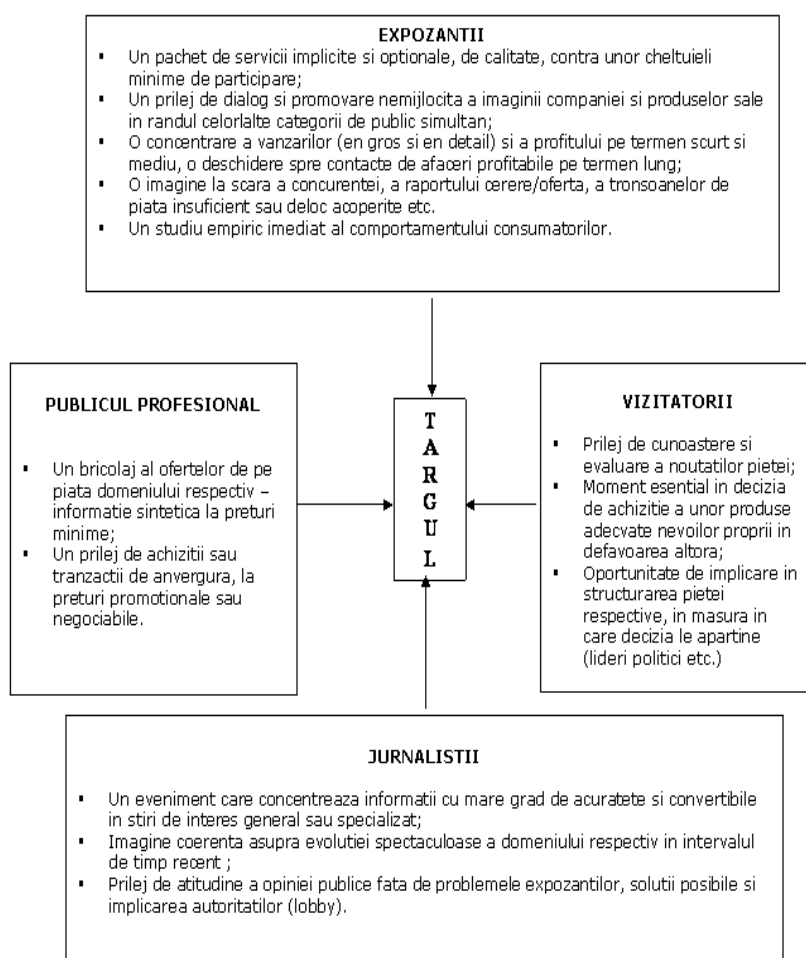 EXPOZANTII
▪ Un pachet de servicii implicite si optionale, de calitate, contra unor cheltuieli
minime de participare;
▪ Un prilej de dialog si promovare nemijlocita a imaginii companiei si produselor sale
in randul celorlalte categorii de public simultan;
▪ O concentrare a vanzarilor (en gros si en detail) si a profitului pe termen scurt si
mediu, o deschidere spre contacte de afaceri profitabile pe termen lung;
▪ O imagine la scara a concurentei, a raportului cerere/oferta, a tronsoanelor de
piata insuficient sau deloc acoperite etc.
▪ Un studiu empiric imediat al comportamentului consumatorilor.
PUBLICUL PROFESIONAL
▪ Un bricolaj al ofertelor de pe
piata domeniului respectiv –
informatie sintetica la preturi
minime;
▪ Un prilej de achizitii sau
tranzactii de anvergura, la
preturi promotionale sau
negociabile.
T
A
R
G
U
L
VIZITATORII
▪ Prilej de cunoastere si
evaluare a noutatilor pietei;
▪ Moment esential in decizia
de achizitie a unor produse
adecvate nevoilor proprii in
defavoarea altora;
▪ Oportunitate de implicare in
structurarea pietei
respective, in masura in
care decizia le apartine
(lideri politici etc.)
JURNALISTII
▪ Un eveniment care concentreaza informatii cu mare grad de acuratete si convertibile
in stiri de interes general sau specializat;
▪ Imagine coerenta asupra evolutiei spectaculoase a domeniului respectiv in intervalul
de timp recent ;
▪ Prilej de atitudine a opiniei publice fata de problemele expozantilor, solutii posibile si
implicarea autoritatilor (lobby).